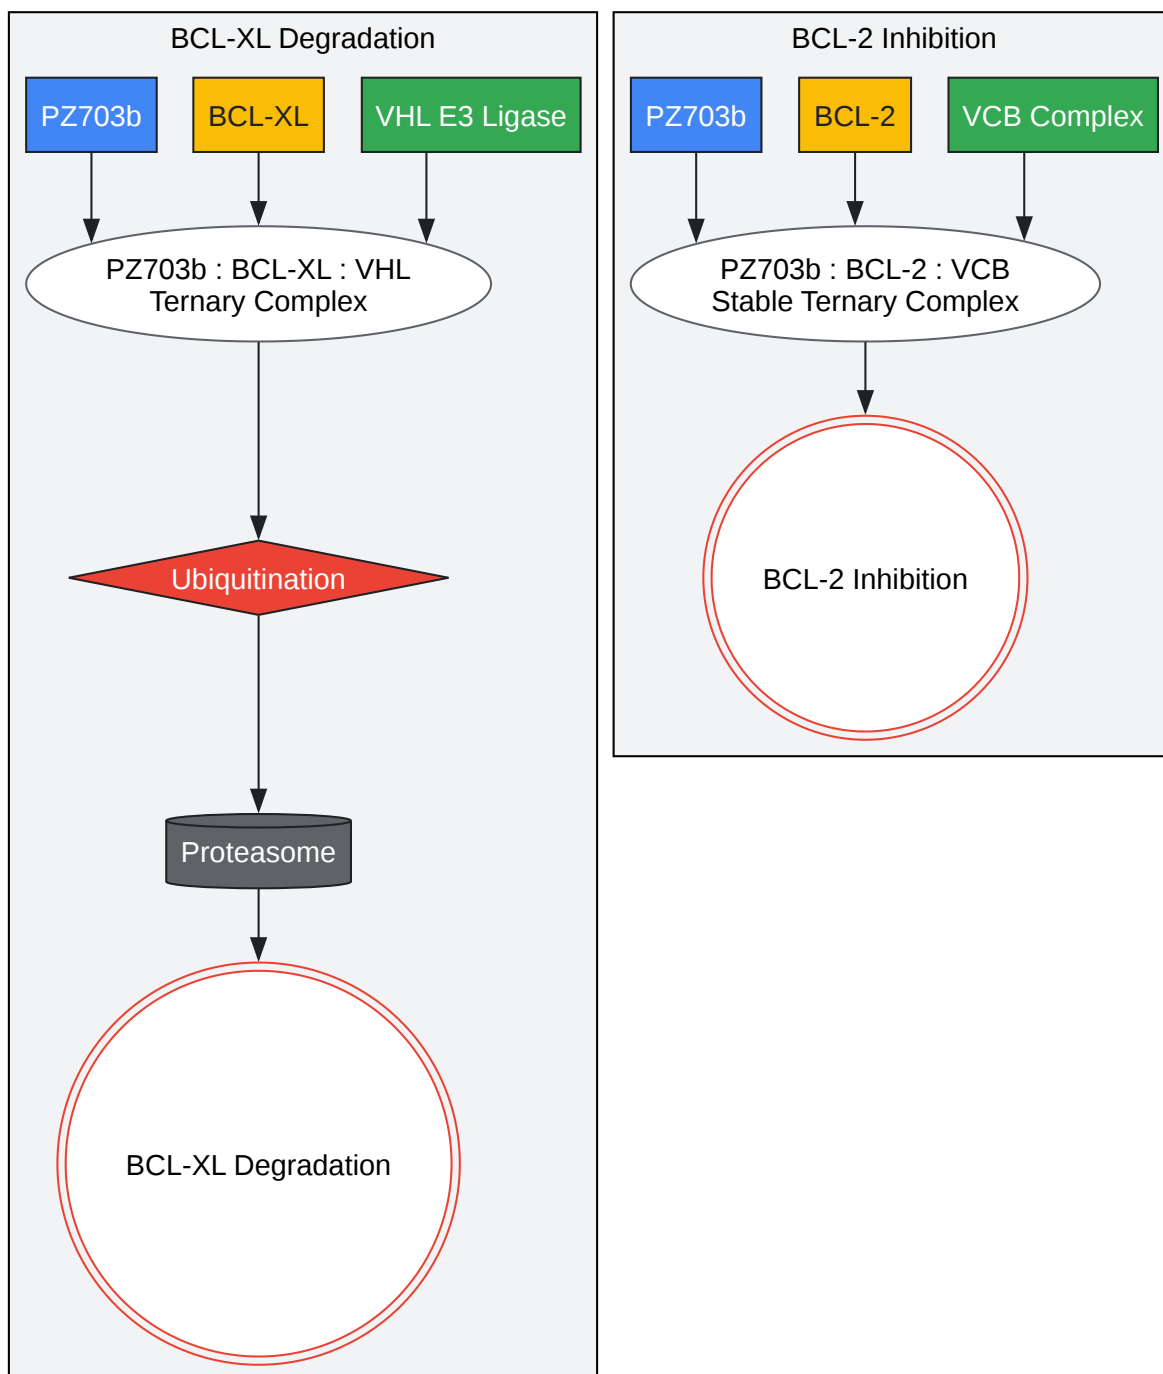 BCL-XL Degradation
PZ703b
BCL-XL
VHL E3 Ligase
PZ703b : BCL-XL : VHL
Ternary Complex
Ubiquitination
Proteasome
BCL-XL Degradation
BCL-2 Inhibition
PZ703b
BCL-2
VCB Complex
PZ703b : BCL-2 : VCB
Stable Ternary Complex
BCL-2 Inhibition